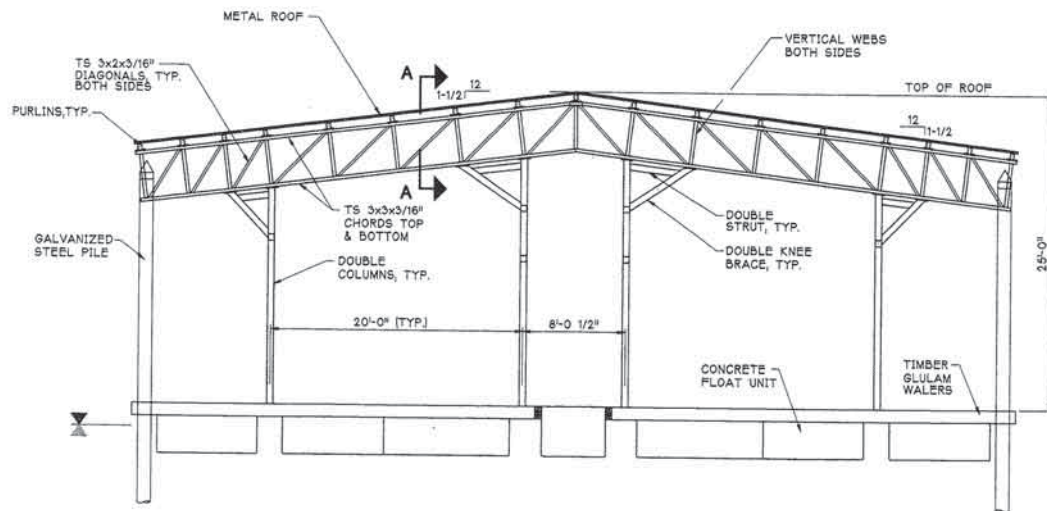 METAL ROOF
TS 3x2x3/16"
DIAGONALS, TYP.
BOTH SIDES
PURLINS,TYP.
A
12
1-1/2
VERTICAL WEBS
BOTH SIDES
TOP OF ROOF
12
1-1/2
A
TS 3x3x3/16"
CHORDS TOP
& BOTTOM
GALVANIZED
STEEL PILE
DOUBLE
COLUMNS, TYP.
DOUBLE
STRUT, TYP.
DOUBLE KNEE
BRACE, TYP.
25'-0"
20'-0" (TYP.)
8'-0 1/2"
CONCRETE
FLOAT UNIT
TIMBER
GLULAM
WALERS